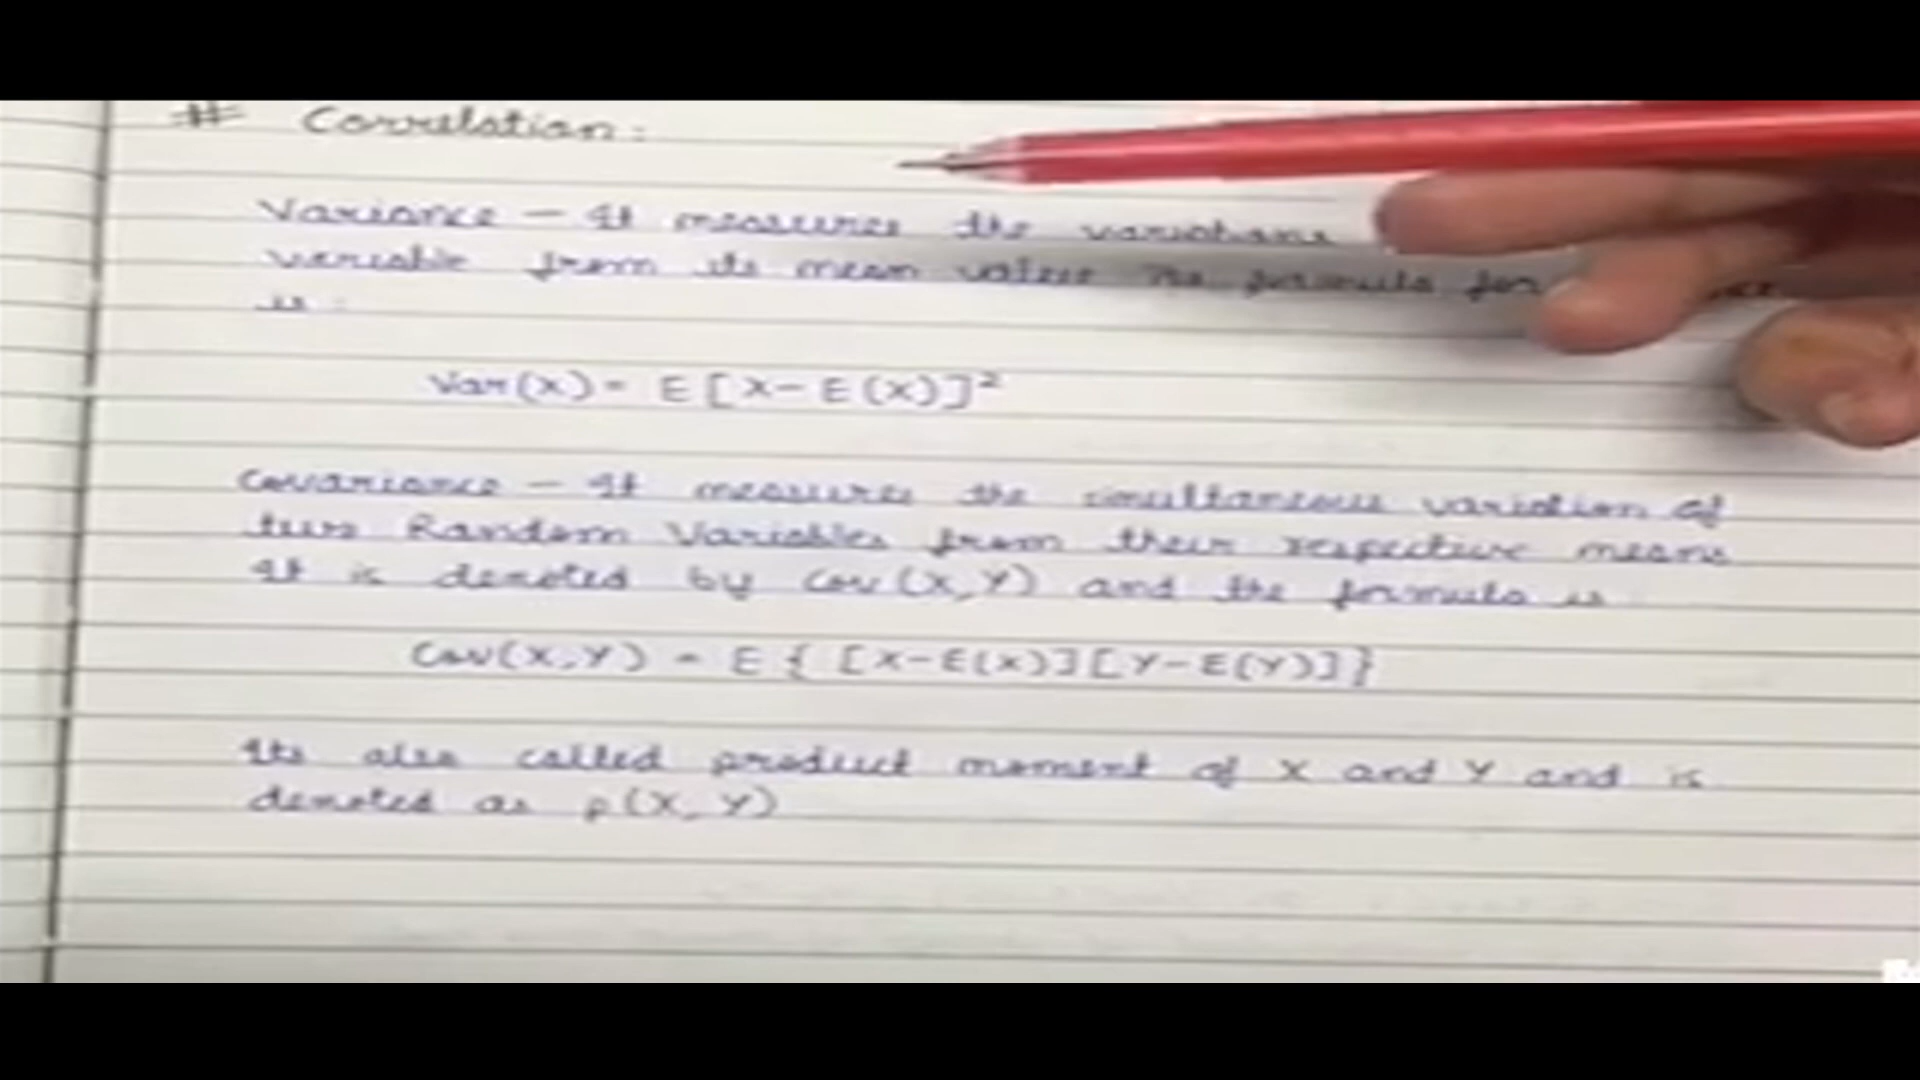 # Correlation:
Variance - It measures the variations
variable from its mean value The formula for
is:
Var(X) = E[X-E(X)]²
Covariance - It measures the simultaneous variation of
two Random Variables from their respective means
It is denoted by Cov(X,Y) and the formula is
Cov(X,Y) = E{[X-E(X)][Y-E(Y)]}
Its also called product moment of X and Y and is
denoted as p(X,Y)